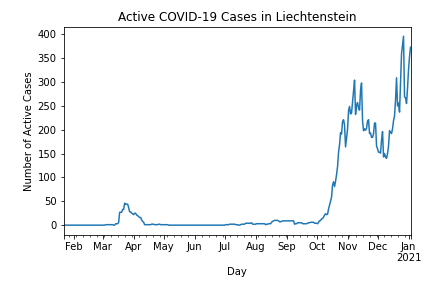 Active COVID-19 Cases in Liechtenstein
Number of Active Cases
400
350
300
250
200
150
100
50
0
Feb Mar Apr May Jun Jul Aug Sep Oct Nov Dec Jan
2021
Day